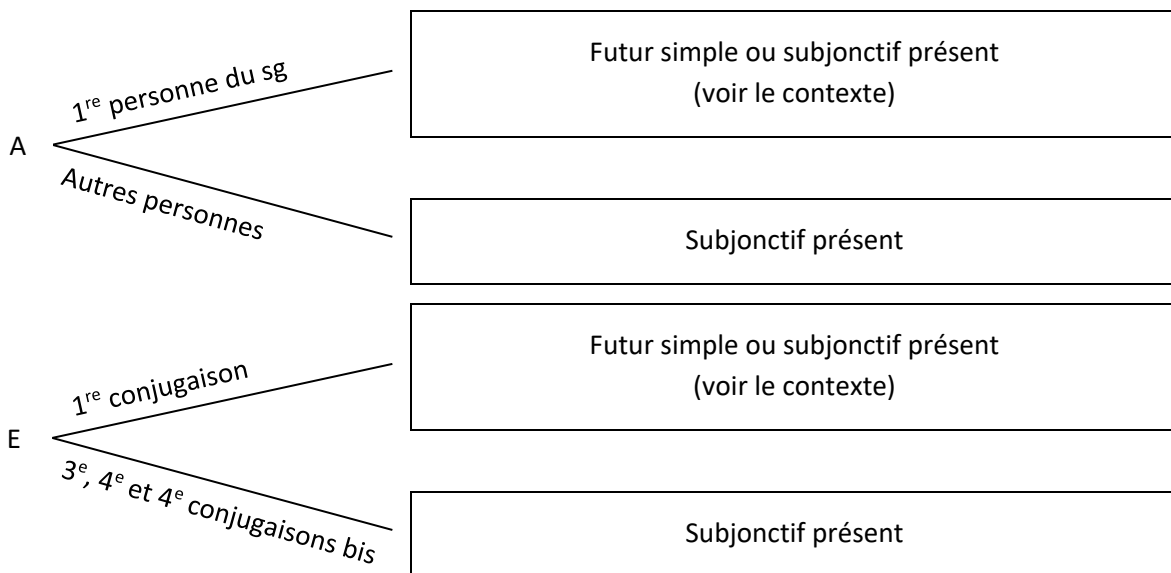 1re personne du sg
Futur simple ou subjonctif présent
(voir le contexte)
A
Autres personnes
Subjonctif présent
1re conjugaison
Futur simple ou subjonctif présent
(voir le contexte)
E
3e, 4e et 4e conjugaisons bis
Subjonctif présent